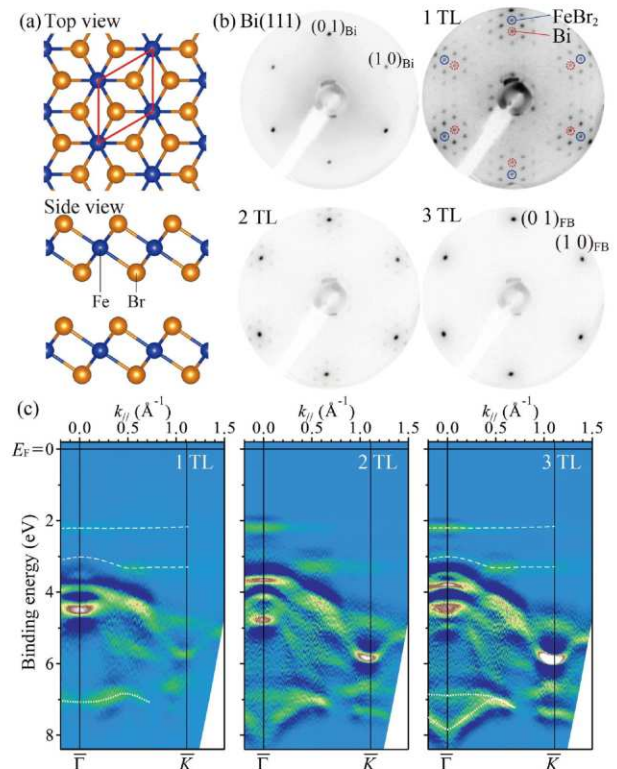 (a) Top view
Side view
Fe Br
(b) Bi(111)
(0 1)Bi
(1 0)Bi
1 TL
FeBr₂
Bi
2 TL
3 TL
(0 1)FB
(1 0)FB
(c)
k// (Å⁻¹) k// (Å⁻¹) k// (Å⁻¹)
0.0 0.5 1.0 1.5 0.0 0.5 1.0 1.5 0.0 0.5 1.0 1.5
EF= 0
1 TL 2 TL 3 TL
2
4
6
8
Binding energy (eV)
Γ̅ K̅ Γ̅ K̅ Γ̅ K̅